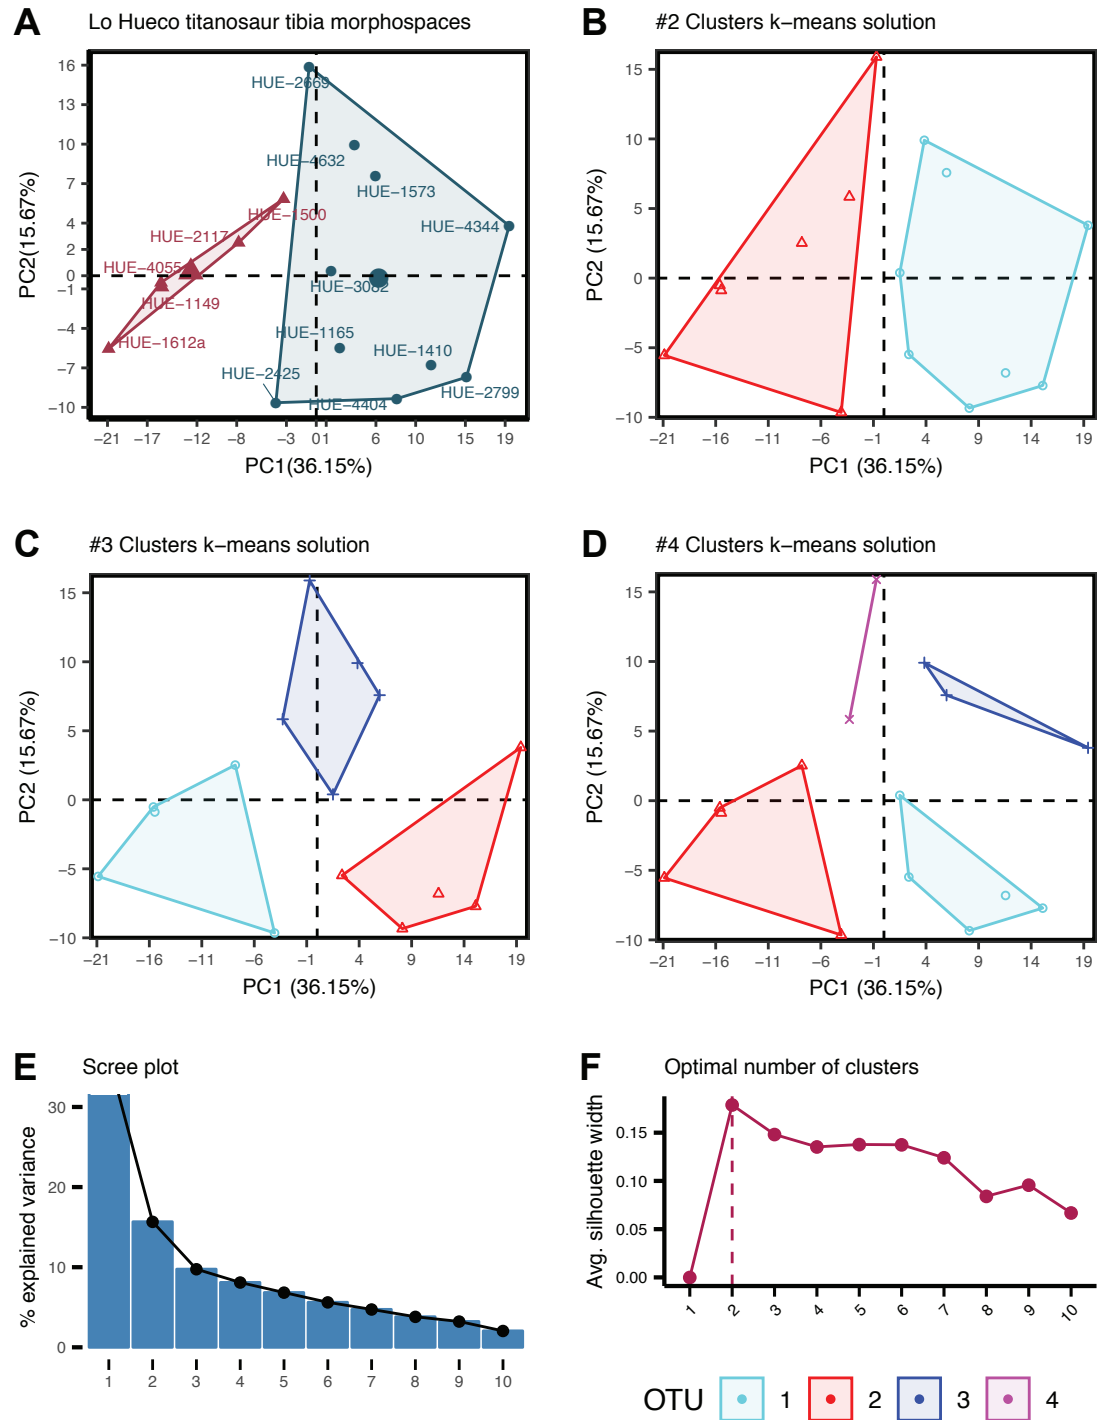 A Lo Hueco titanosaur tibia morphospaces
PC2(15.67%)
16
13
10
7
4
2
0
−1
−4
−7
−10
HUE−2669
HUE−4632
HUE−1573
HUE−1500
HUE−4344
HUE−2117
HUE−4055
HUE−3082
HUE−1149
HUE−1165
HUE−1612a
HUE−1410
HUE−2425
HUE−2799
HUE−4404
−21 −17 −12 −8 −3 0 1 6 10 15 19
PC1(36.15%)
B #2 Clusters k−means solution
PC2 (15.67%)
15
10
5
0
−5
−10
−21 −16 −11 −6 −1 4 9 14 19
PC1 (36.15%)
C #3 Clusters k−means solution
PC2 (15.67%)
15
10
5
0
−5
−10
−21 −16 −11 −6 −1 4 9 14 19
PC1 (36.15%)
D #4 Clusters k−means solution
PC2 (15.67%)
15
10
5
0
−5
−10
−21 −16 −11 −6 −1 4 9 14 19
PC1 (36.15%)
E Scree plot
% explained variance
30
20
10
0
1 2 3 4 5 6 7 8 9 10
F Optimal number of clusters
Avg. silhouette width
0.15
0.10
0.05
0.00
1 2 3 4 5 6 7 8 9 10
OTU 1 2 3 4